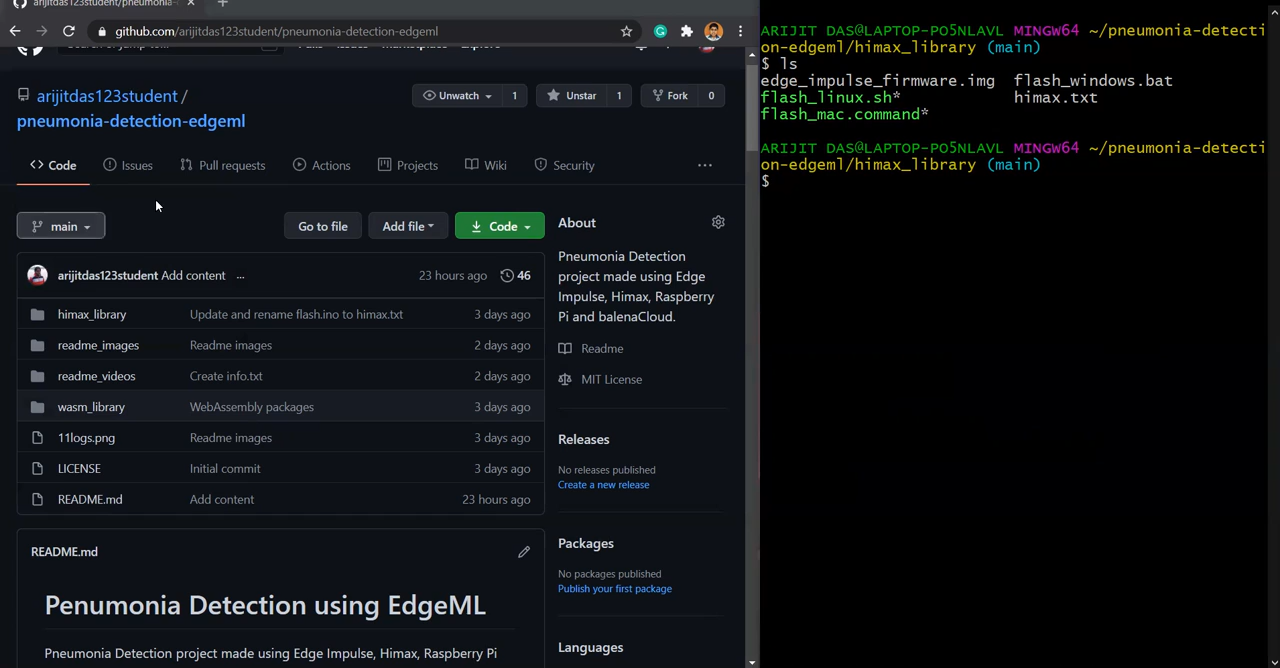 arijitdas123student/pneumonia-
github.com/arijitdas123student/pneumonia-detection-edgeml
arijitdas123student /
pneumonia-detection-edgeml
Unwatch 1
Unstar 1
Fork 0
Code
Issues
Pull requests
Actions
Projects
Wiki
Security
...
main
Go to file
Add file
Code
arijitdas123student Add content ... 23 hours ago 46
himax_library Update and rename flash.ino to himax.txt 3 days ago
readme_images Readme images 2 days ago
readme_videos Create info.txt 2 days ago
wasm_library WebAssembly packages 3 days ago
11logs.png Readme images 3 days ago
LICENSE Initial commit 3 days ago
README.md Add content 23 hours ago
README.md
Penumonia Detection using EdgeML
Pneumonia Detection project made using Edge Impulse, Himax, Raspberry Pi
About
Pneumonia Detection
project made using Edge
Impulse, Himax, Raspberry
Pi and balenaCloud.
Readme
MIT License
Releases
No releases published
Create a new release
Packages
No packages published
Publish your first package
Languages
ARIJIT DAS@LAPTOP-PO5NLAVL MINGW64 ~/pneumonia-detecti
on-edgeml/himax_library (main)
$ ls
edge_impulse_firmware.img flash_windows.bat
flash_linux.sh* himax.txt
flash_mac.command*
ARIJIT DAS@LAPTOP-PO5NLAVL MINGW64 ~/pneumonia-detecti
on-edgeml/himax_library (main)
$